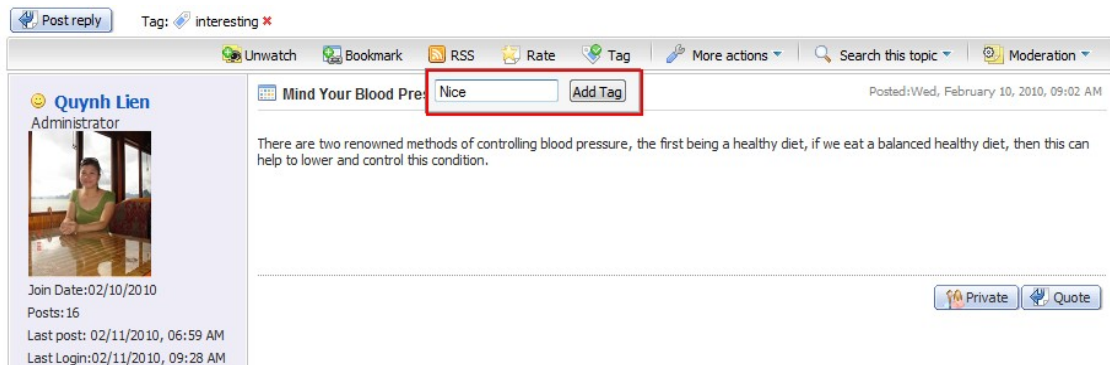 Post reply Tag: interesting
Unwatch Bookmark RSS Rate Tag More actions Search this topic Moderation
Quynh Lien
Administrator
Mind Your Blood Pre Nice Add Tag Posted:Wed, February 10, 2010, 09:02 AM
There are two renowned methods of controlling blood pressure, the first being a healthy diet, if we eat a balanced healthy diet, then this can
help to lower and control this condition.
Join Date:02/10/2010
Posts:16
Last post: 02/11/2010, 06:59 AM
Last Login:02/11/2010, 09:28 AM
Private Quote